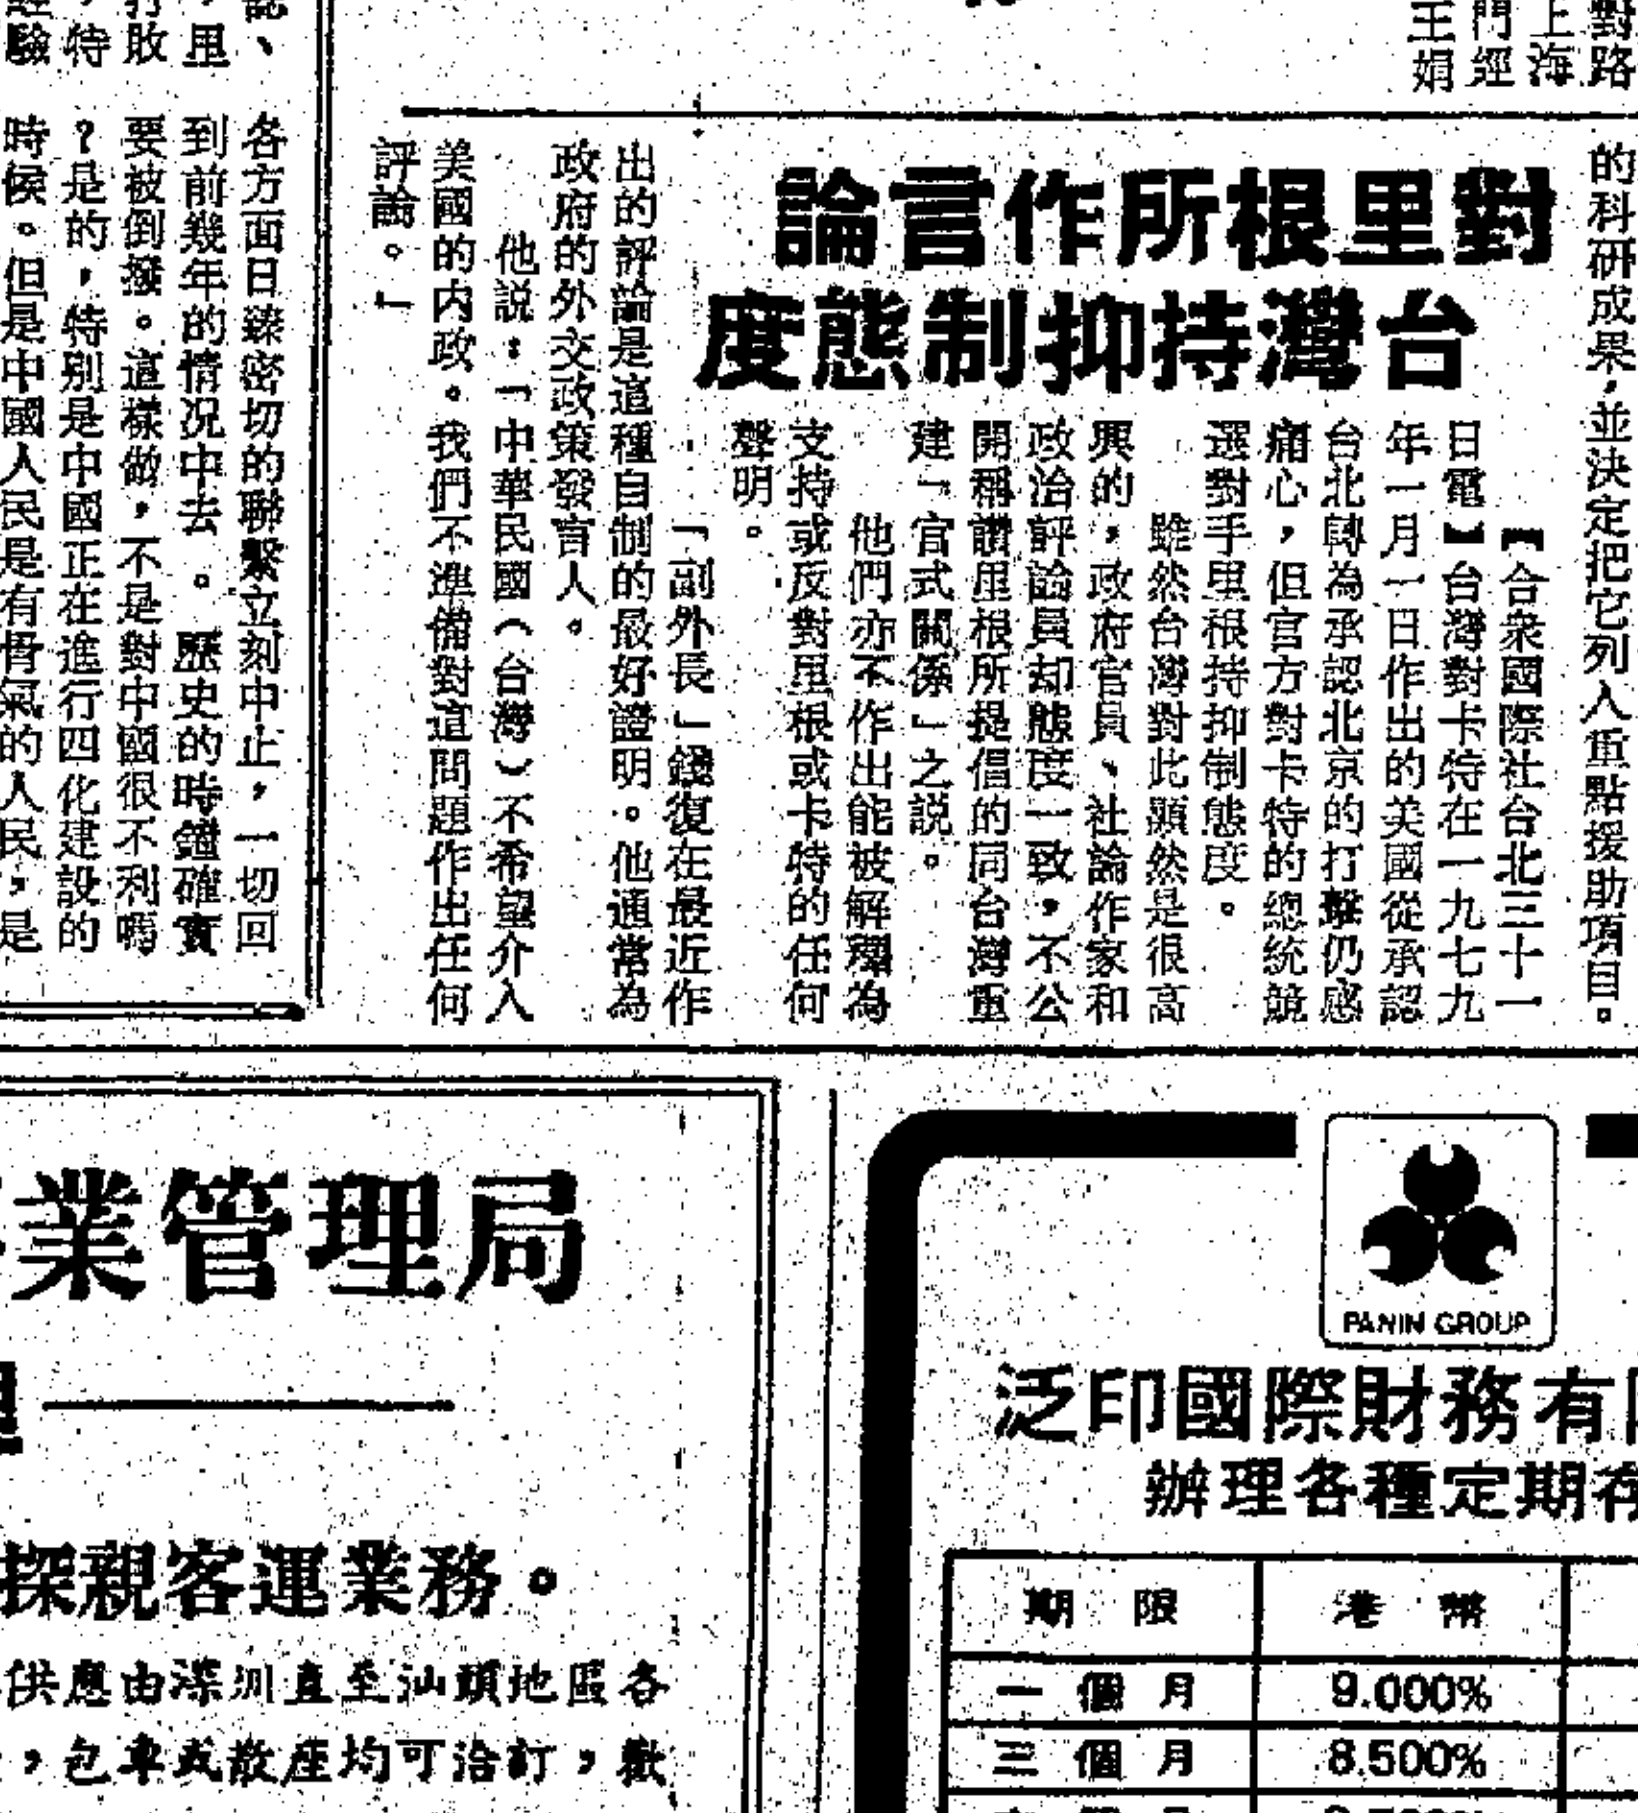 對路
上海
門經
王娟
的科研成果，並決定把它列入重點援助項目。
對里根所作言論
台灣持抑制態度
【合衆國際社台北三十一
日電】台灣對卡特在一九七九
年一月一日作出的美國從承認
台北轉為承認北京的打擊仍感
痛心，但官方對卡特的總統競
選對手里根持抑制態度。
雖然台灣對此顯然是很高
興的，政府官員、社論作家和
政治評論員却態度一致，不公
開稱讚里根所提倡的同台灣重
建「官式關係」之説。
他們亦不作出能被解釋為
支持或反對里根或卡特的任何
聲明。
「副外長」錢復在最近作
出的評論是這種自制的最好證明。他通常為
政府的外交政策發言人。
他説：「中華民國（台灣）不希望介入
美國的内政。我們不準備對這問題作出任何
評論。」
、里
打敗
，特
驗
各方面日臻密切的聯繫立刻中止，一切回
到前幾年的情况中去。歷史的時鐘確實
要被倒撥。這樣做，不是對中國很不利嗎
？是的，特別是中國正在進行四化建設的
時候。但是中國人民是有骨氣的人民，是
業管理局
探親客運業務。
供應由深圳直至汕頭地區各
，包車或散座均可洽訂，歡
PANIN GROUP
泛印國際財務有
辦理各種定期存
期限 港幣
一個月 9.000%
三個月 8.500%